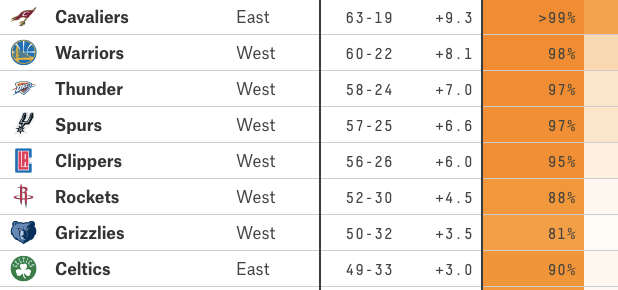 Cavaliers East 63-19 +9.3 >99%
Warriors West 60-22 +8.1 98%
Thunder West 58-24 +7.0 97%
Spurs West 57-25 +6.6 97%
Clippers West 56-26 +6.0 95%
Rockets West 52-30 +4.5 88%
Grizzlies West 50-32 +3.5 81%
Celtics East 49-33 +3.0 90%